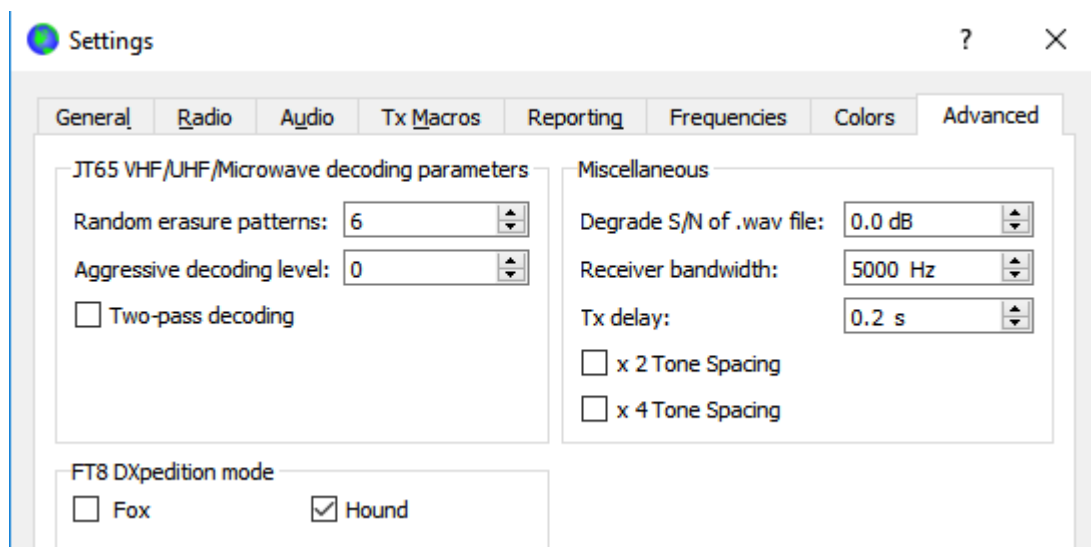 Settings
?
General Radio Audio Tx Macros Reporting Frequencies Colors Advanced
JT65 VHF/UHF/Microwave decoding parameters
Random erasure patterns: 6
Aggressive decoding level: 0
Two-pass decoding
Miscellaneous
Degrade S/N of .wav file: 0.0 dB
Receiver bandwidth: 5000 Hz
Tx delay: 0.2 s
x 2 Tone Spacing
x 4 Tone Spacing
FT8 DXpedition mode
Fox Hound